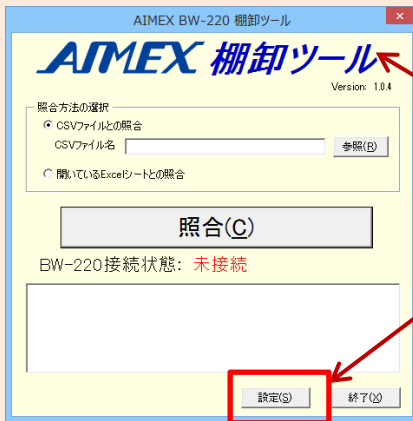 AIMEX BW-220 棚卸ツール
AIMEX 棚卸ツール
Version: 1.0.4
照合方法の選択
CSVファイルとの照合
CSVファイル名 参照(R)
開いているExcelシートとの照合
照合(C)
BW-220接続状態: 未接続
設定(S) 終了(X)